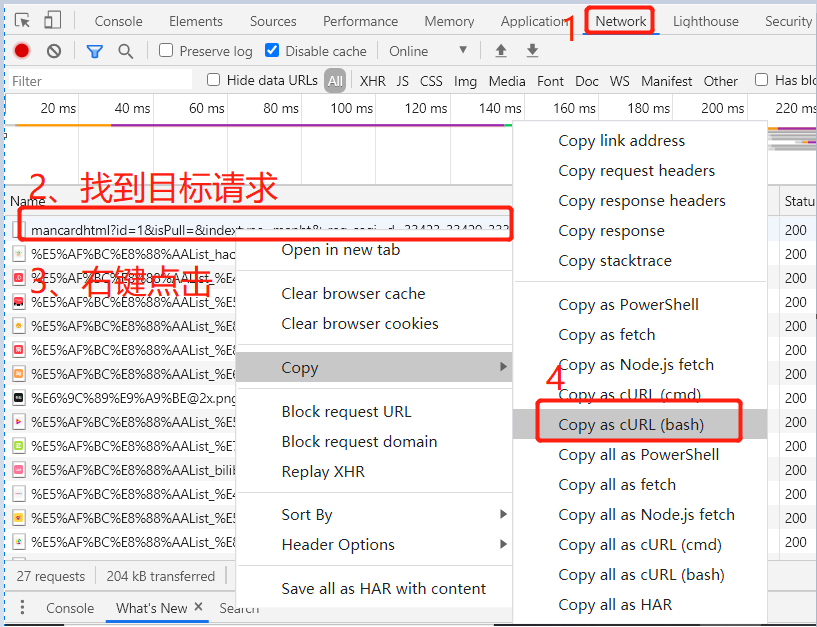 Console Elements Sources Performance Memory Application 1 Network Lighthouse Security
Preserve log Disable cache Online
Filter Hide data URLs All XHR JS CSS Img Media Font Doc WS Manifest Other Has blo
20 ms 40 ms 60 ms 80 ms 100 ms 120 ms 140 ms 160 ms 180 ms 200 ms 220 ms
2、找到目标请求
Name Statu
mancardhtml?id=1&isPull=&indextype= 200
3、右键点击
%E5%AF%BC%E8%88%AAList_hao 200
%E5%AF%BC%E8%88%AAList_%E4 200
%E5%AF%BC%E8%88%AAList_%E5 200
%E5%AF%BC%E8%88%AAList_%E8 200
%E5%AF%BC%E8%88%AAList_%E8 200
%E5%AF%BC%E8%88%AAList_%E6 200
%E6%9C%89%E9%A9%BE@2x.png 200
%E5%AF%BC%E8%88%AAList_%E5 200
%E5%AF%BC%E8%88%AAList_%E7 200
%E5%AF%BC%E8%88%AAList_bilib 200
%E5%AF%BC%E8%88%AAList_%E4 200
%E5%AF%BC%E8%88%AAList_%E5 200
%E5%AF%BC%E8%88%AAList_%E8 200
Open in new tab
Clear browser cache
Clear browser cookies
Copy
Block request URL
Block request domain
Replay XHR
Sort By
Header Options
Save all as HAR with content
Copy link address
Copy request headers
Copy response headers
Copy response
Copy stacktrace
Copy as PowerShell
Copy as fetch
Copy as Node.js fetch
4
Copy as cURL (cmd)
Copy as cURL (bash)
Copy all as PowerShell
Copy all as fetch
Copy all as Node.js fetch
Copy all as cURL (cmd)
Copy all as cURL (bash)
Copy all as HAR
27 requests 204 kB transferred
Console What's New Search